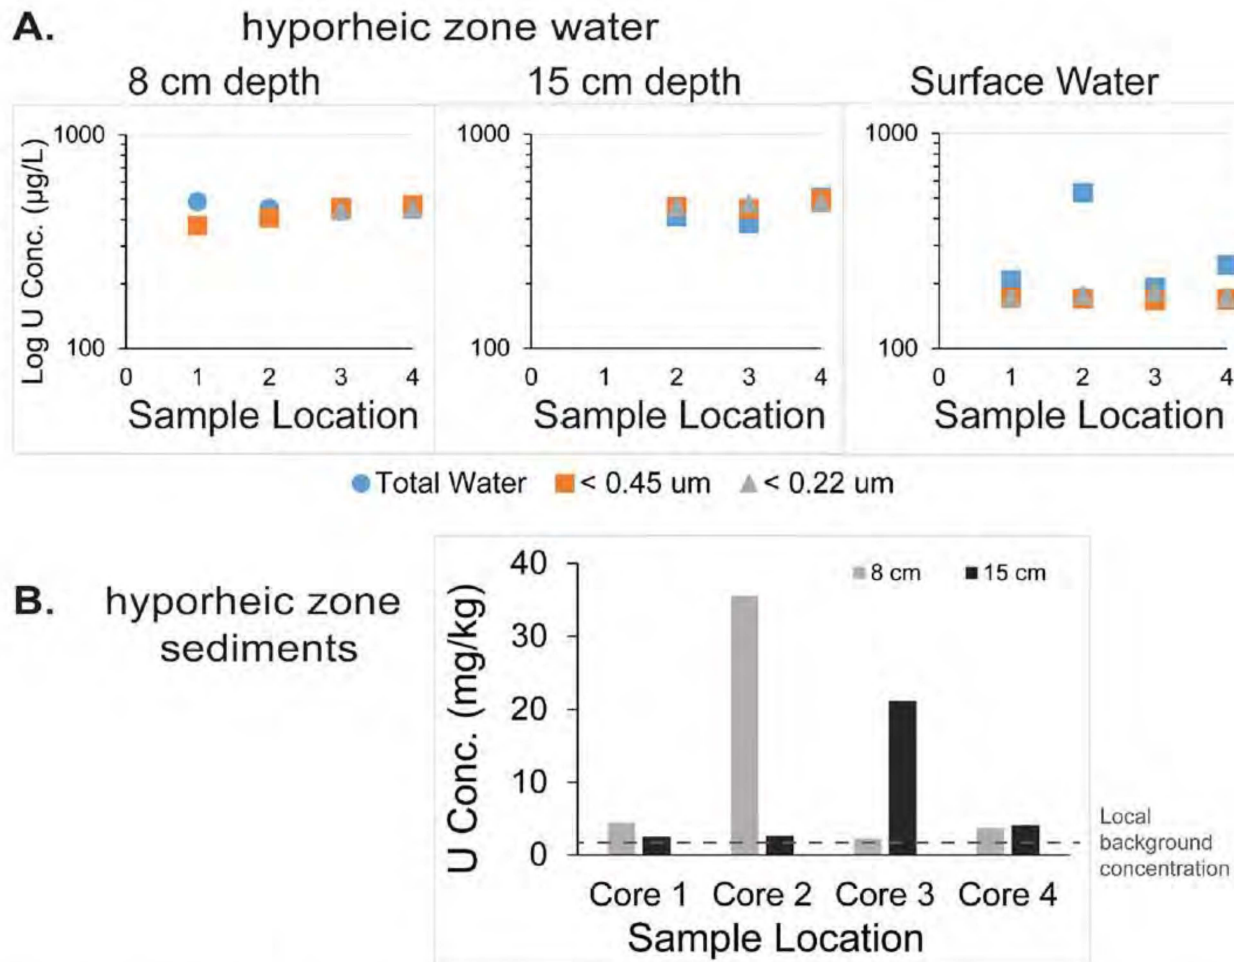 A.
hyporheic zone water
8 cm depth
15 cm depth
Surface Water
Log U Conc. (µg/L)
1000
100
0 1 2 3 4
Sample Location
1000
100
0 1 2 3 4
Sample Location
1000
100
0 1 2 3 4
Sample Location
Total Water < 0.45 um < 0.22 um
B. hyporheic zone
sediments
U Conc. (mg/kg)
40
30
20
10
0
8 cm 15 cm
Core 1 Core 2 Core 3 Core 4
Sample Location
Local
background
concentration